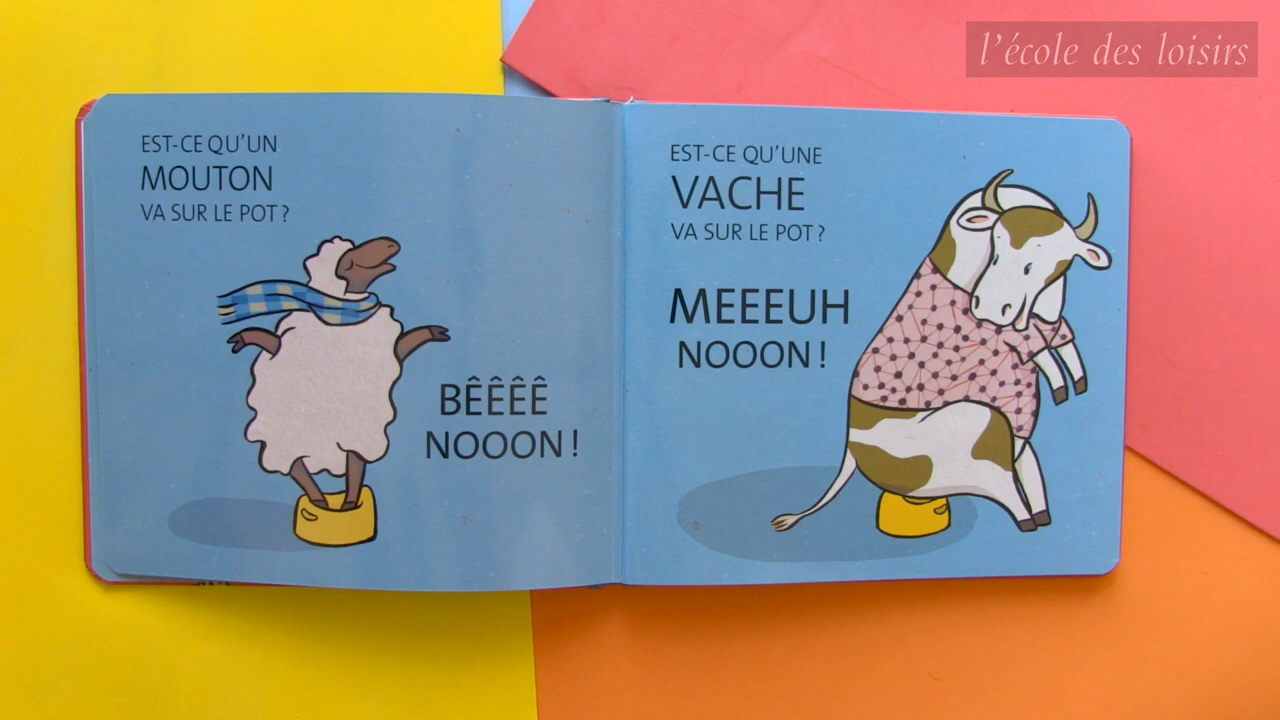 l'école des loisirs
EST-CE QU'UN
MOUTON
VA SUR LE POT ?
BÊÊÊÊ
NOOON !
EST-CE QU'UNE
VACHE
VA SUR LE POT ?
MEEEUH
NOOON !